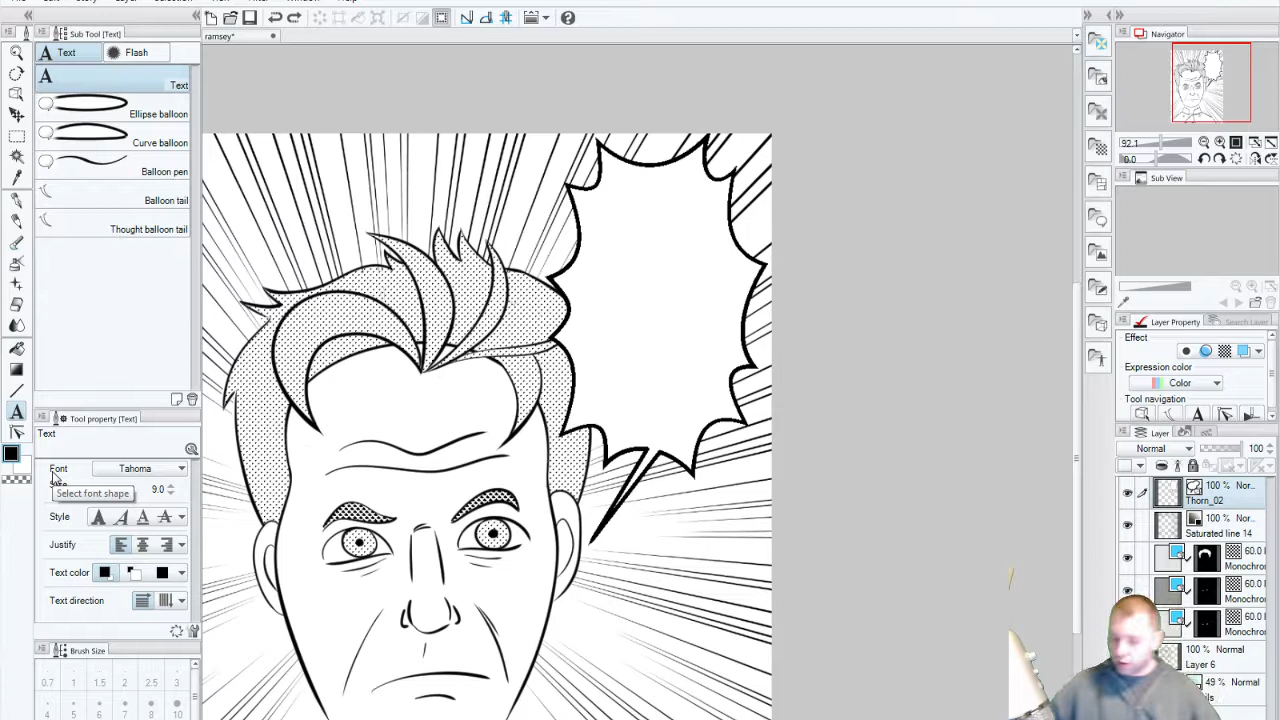 Sub Tool [Text]
ramsey*
Text
Flash
Text
Ellipse balloon
Curve balloon
Balloon pen
Balloon tail
Thought balloon tail
Tool property [Text]
Text
Font
Tahoma
Select font shape
9.0
Style
Justify
Text color
Text direction
Brush Size
0.7
1
1.5
2
2.5
3
4
5
6
7
8
10
Navigator
92.1
0.0
Sub View
Layer Property
Search Layer
Effect
Expression color
Color
Tool navigation
Layer
Normal
100
100 % Nor...
Thorn_02
100 % Nor...
Saturated line 14
60.0
Monochro
60.0
Monochro
60.0
Monochro
100 % Normal
Layer 6
49 % Normal